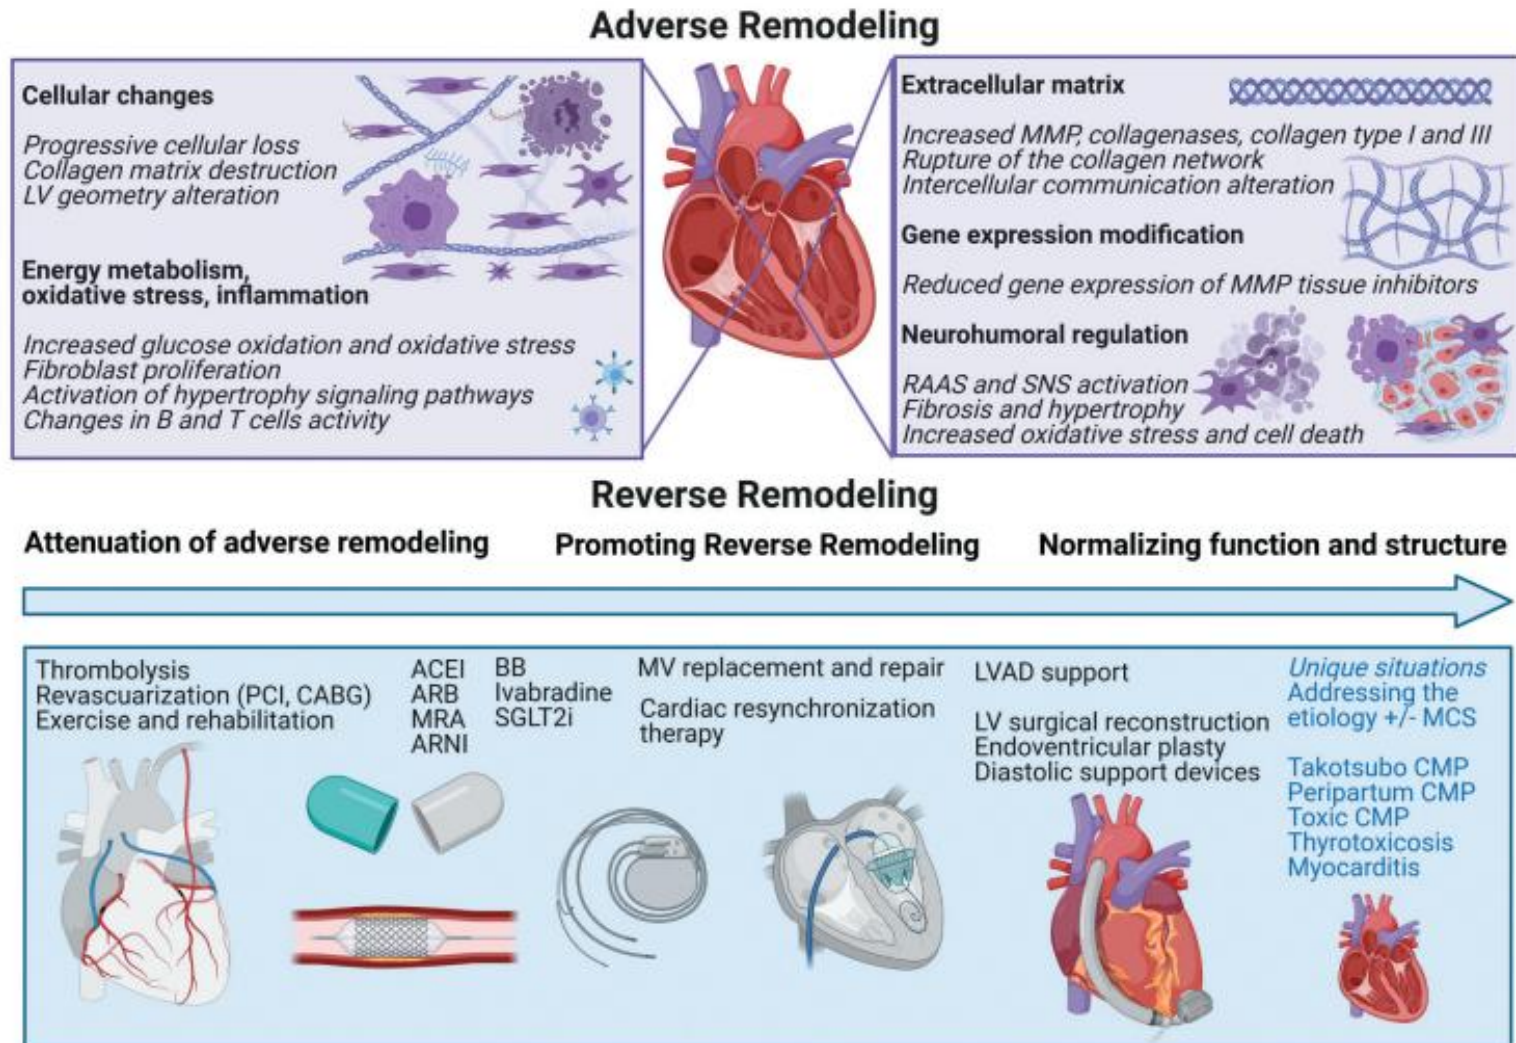 Adverse Remodeling
Cellular changes
Progressive cellular loss
Collagen matrix destruction
LV geometry alteration
Energy metabolism,
oxidative stress, inflammation
Increased glucose oxidation and oxidative stress
Fibroblast proliferation
Activation of hypertrophy signaling pathways
Changes in B and T cells activity
Extracellular matrix
Increased MMP, collagenases, collagen type I and III
Rupture of the collagen network
Intercellular communication alteration
Gene expression modification
Reduced gene expression of MMP tissue inhibitors
Neurohumoral regulation
RAAS and SNS activation
Fibrosis and hypertrophy
Increased oxidative stress and cell death
Reverse Remodeling
Attenuation of adverse remodeling
Promoting Reverse Remodeling
Normalizing function and structure
Thrombolysis
Revascuarization (PCI, CABG)
Exercise and rehabilitation
ACEI
ARB
MRA
ARNI
BB
Ivabradine
SGLT2i
MV replacement and repair
Cardiac resynchronization
therapy
LVAD support
LV surgical reconstruction
Endoventricular plasty
Diastolic support devices
Unique situations
Addressing the
etiology +/- MCS
Takotsubo CMP
Peripartum CMP
Toxic CMP
Thyrotoxicosis
Myocarditis